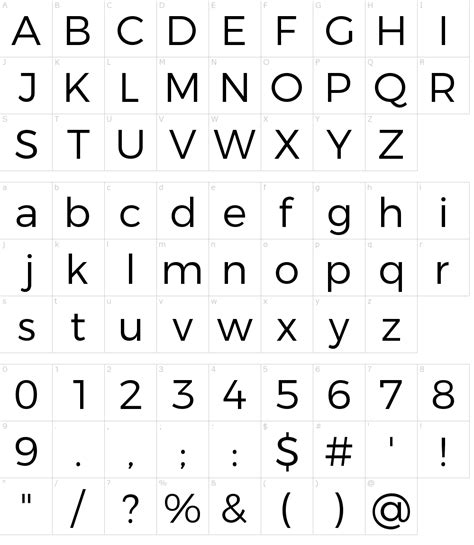 A B C D E F G H I
J K L M N O P Q R
S T U V W X Y Z
a b c d e f g h i
j k l m n o p q r
s t u v w x y z
0 1 2 3 4 5 6 7 8
9 . , ; : $ # ' !
" / ? % & ( ) @